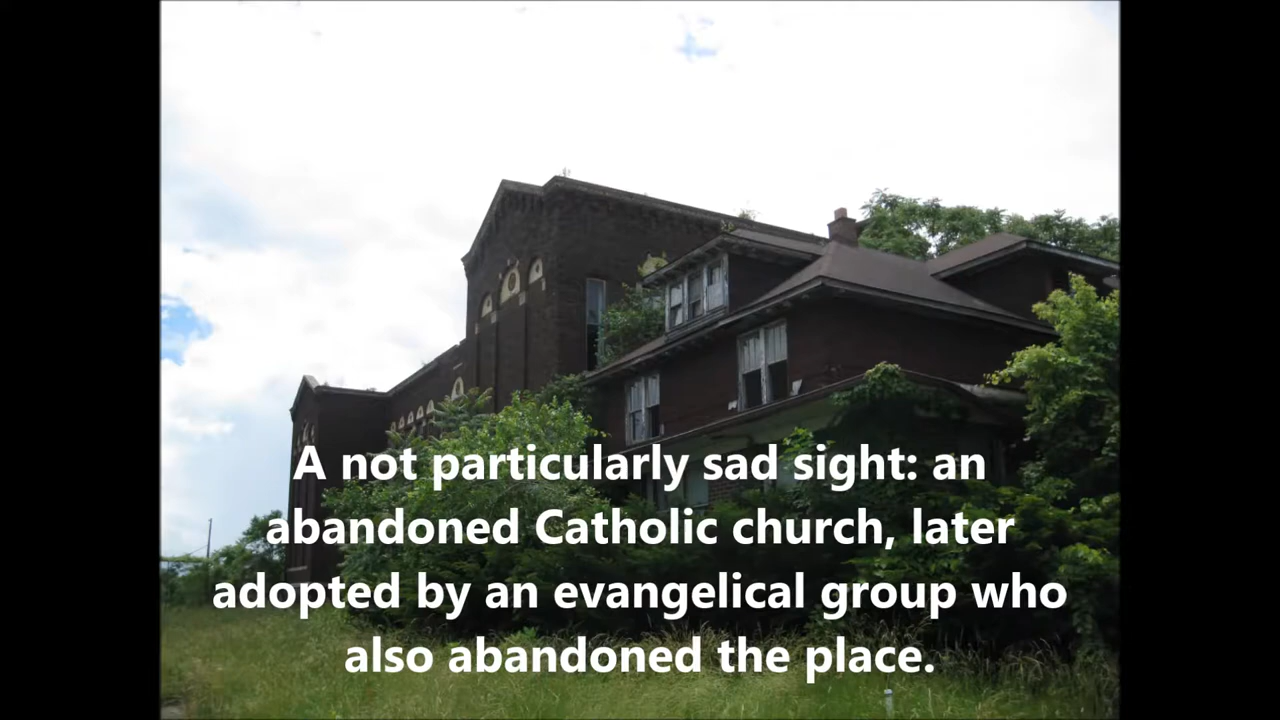 A not particularly sad sight: an
abandoned Catholic church, later
adopted by an evangelical group who
also abandoned the place.